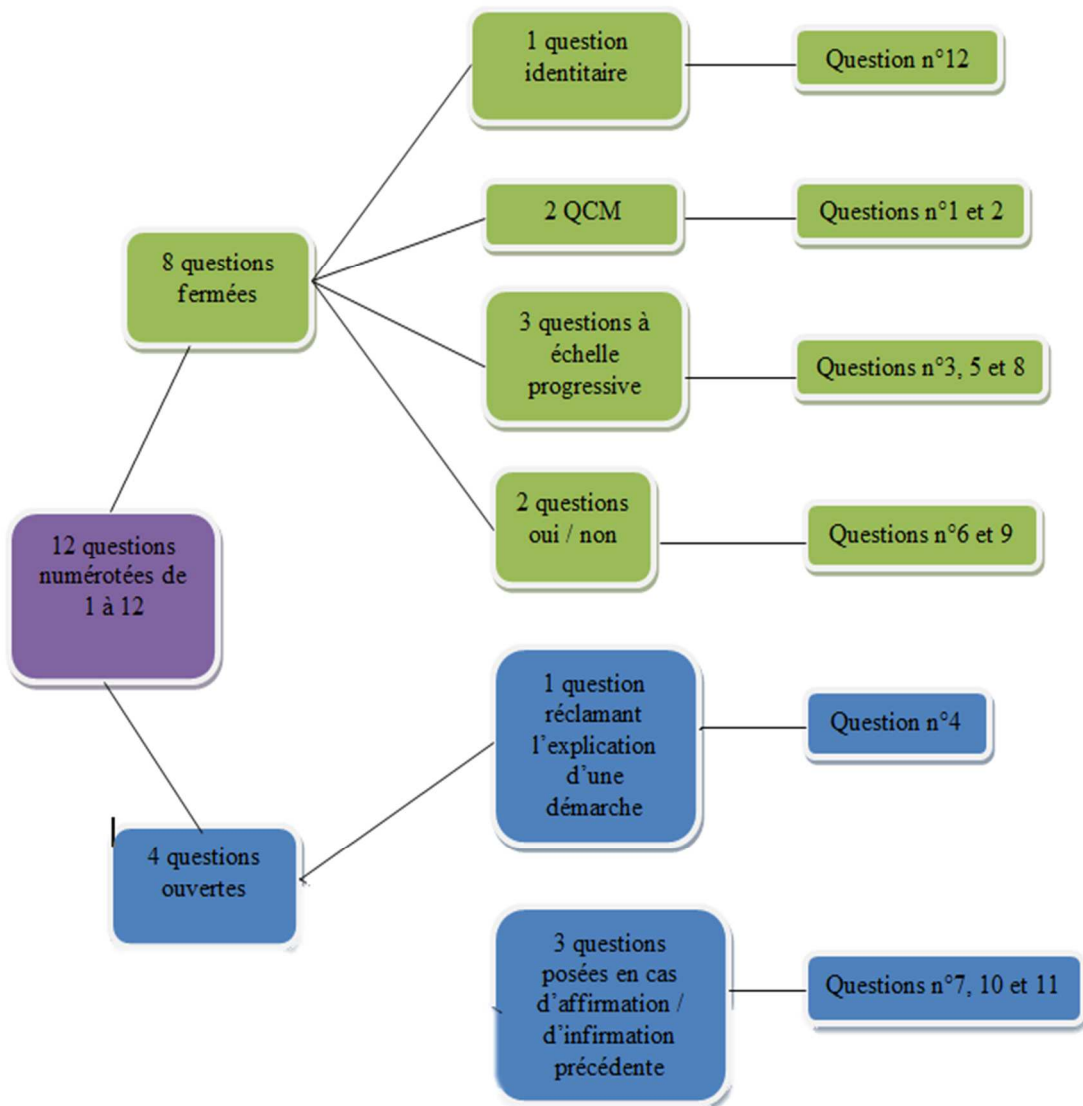 1 question
identitaire
Question n°12
2 QCM
Questions n°1 et 2
8 questions
fermées
3 questions à
échelle
progressive
Questions n°3, 5 et 8
2 questions
oui / non
Questions n°6 et 9
12 questions
numérotées de
1 à 12
1 question
réclamant
l’explication
d’une
démarche
Question n°4
4 questions
ouvertes
3 questions
posées en cas
d’affirmation /
d’infirmation
précédente
Questions n°7, 10 et 11